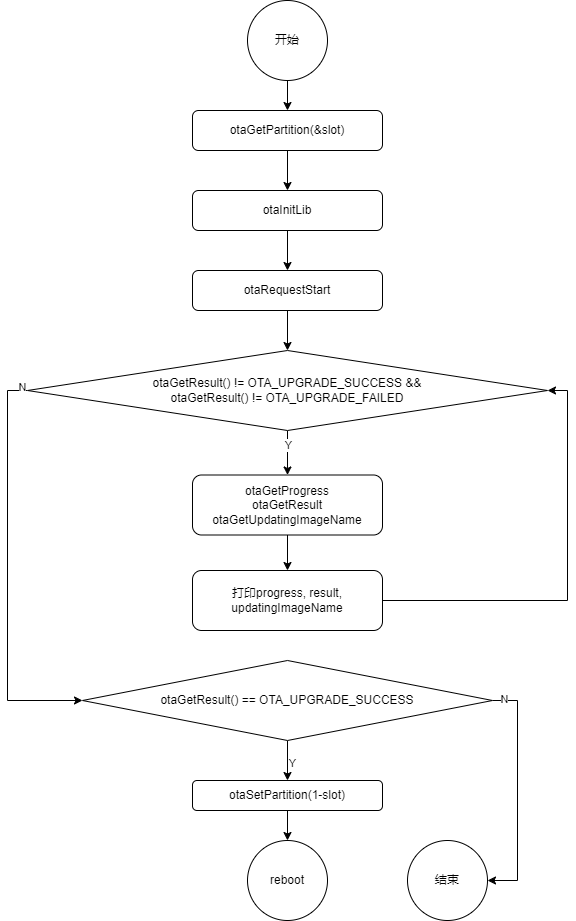 开始
otaGetPartition(&slot)
otaInitLib
otaRequestStart
otaGetResult() != OTA_UPGRADE_SUCCESS &&
otaGetResult() != OTA_UPGRADE_FAILED
N
Y
otaGetProgress
otaGetResult
otaGetUpdatingImageName
打印progress, result,
updatingImageName
otaGetResult() == OTA_UPGRADE_SUCCESS
N
Y
otaSetPartition(1-slot)
reboot
结束